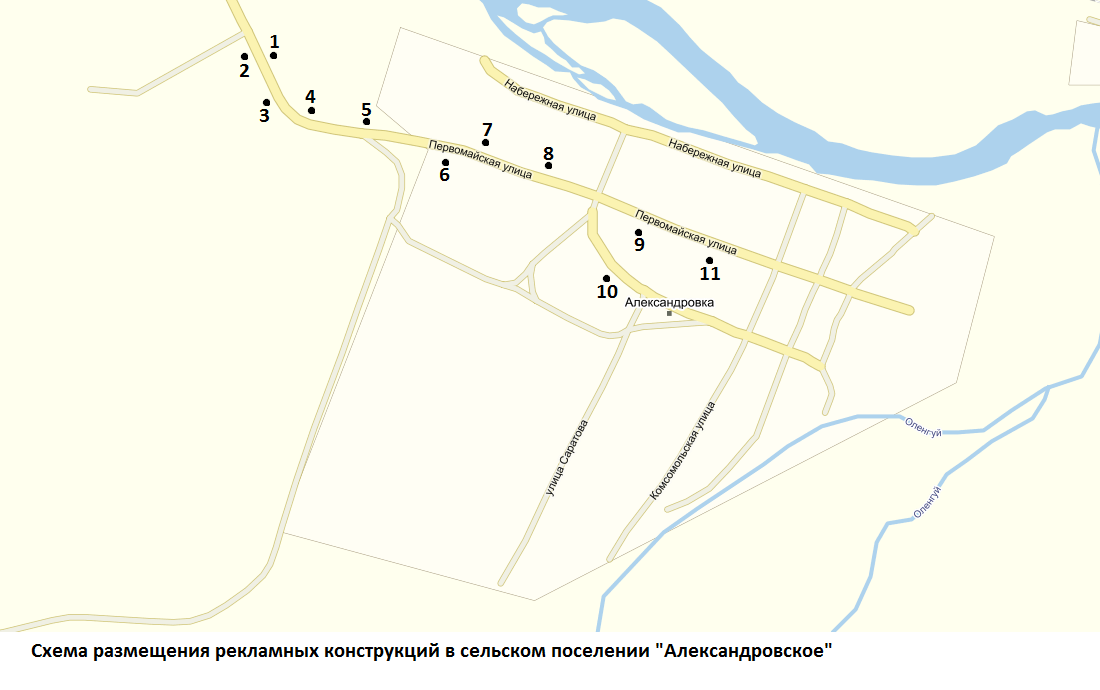 1
2
3
4
5
Набережная улица
7
Первомайская улица
8
6
Набережная улица
Первомайская улица
9
11
10
Александровка
улица Саратова
Комсомольская улица
Оленгуй
Оленгуй
Схема размещения рекламных конструкций в сельском поселении "Александровское"